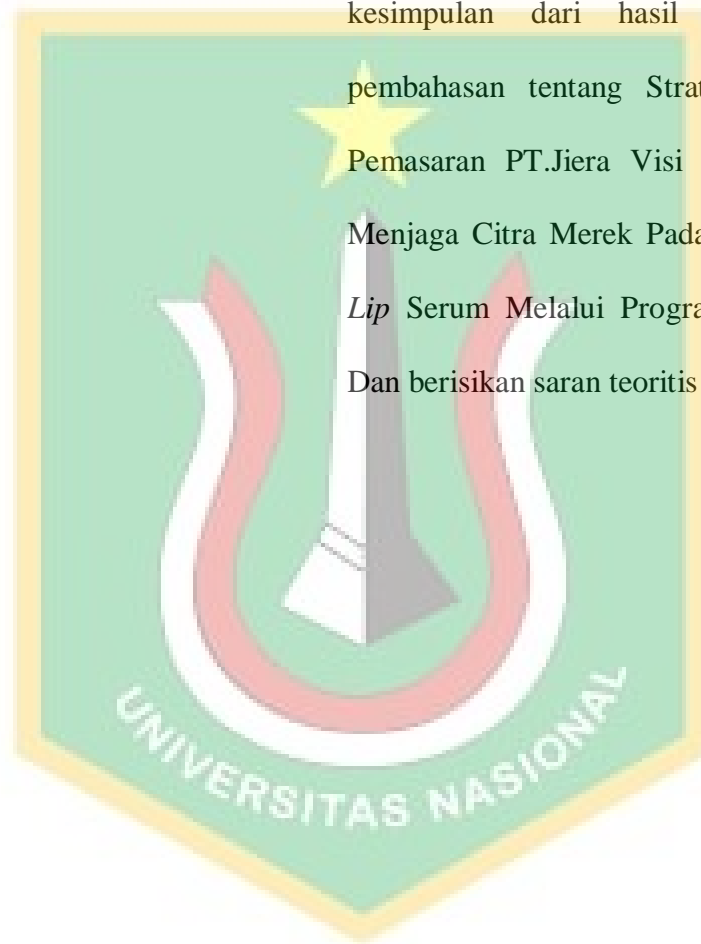 kesimpulan dari hasil
pembahasan tentang Strat
Pemasaran PT.Jiera Visi
Menjaga Citra Merek Pada
Lip Serum Melalui Progra
Dan berisikan saran teoritis
UNIVERSITAS NASIONAL